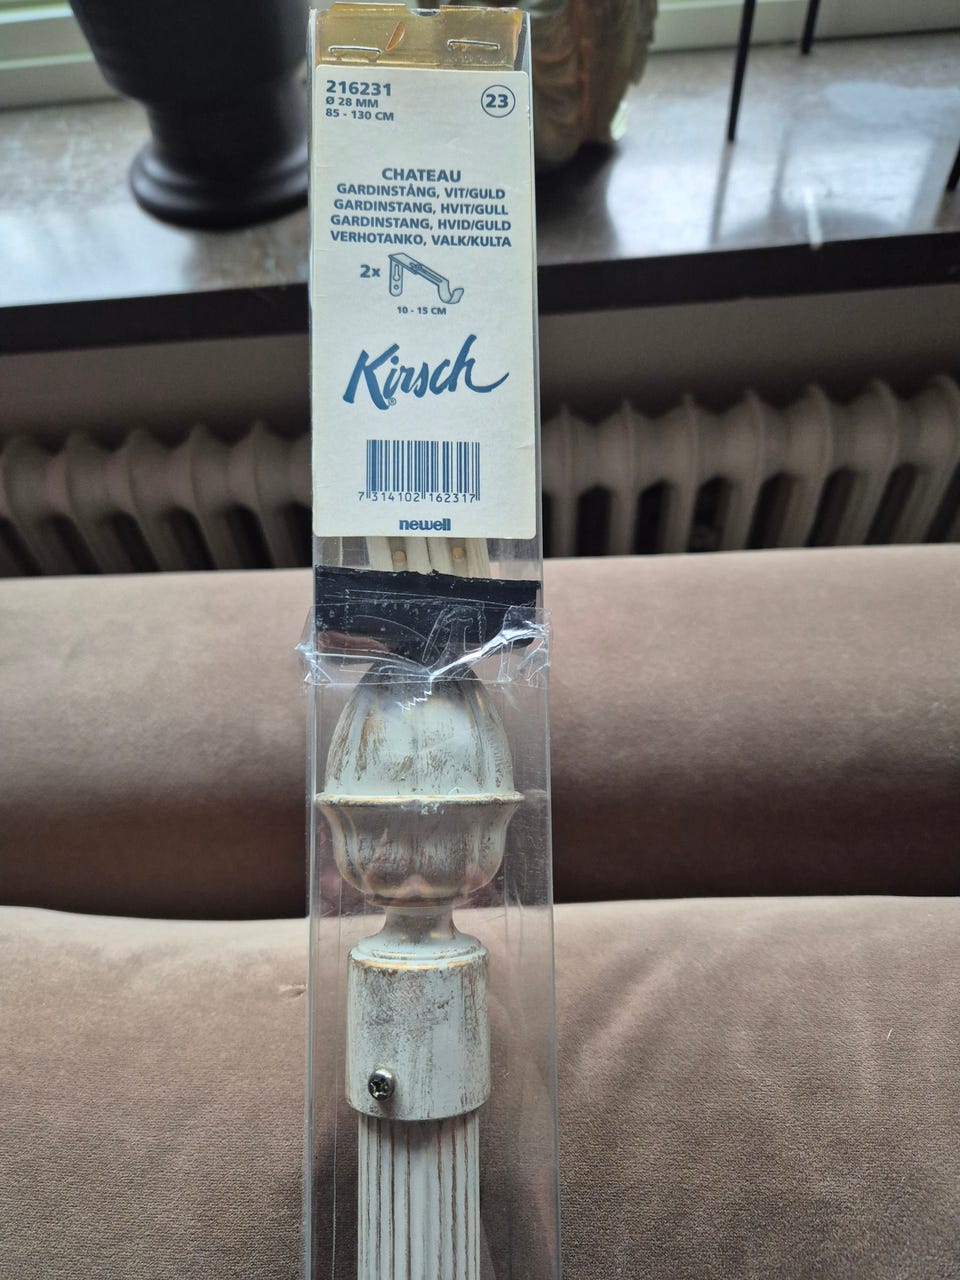 216231
Ø 28 MM
85 - 130 CM
23
CHATEAU
GARDINSTÅNG, VIT/GULD
GARDINSTANG, HVIT/GULL
GARDINSTANG, HVID/GULD
VERHOTANKO, VALK/KULTA
2x
10 - 15 CM
Kirsch®
7 314102 162317
newell